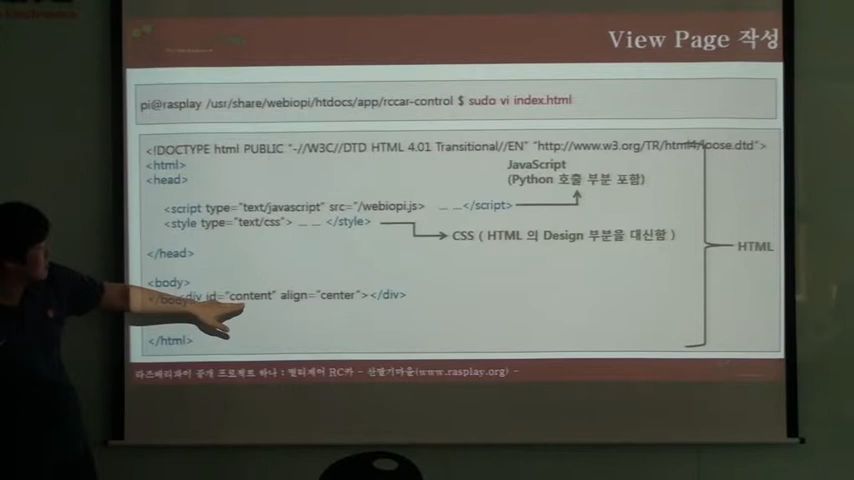 View Page 작성
pi@rasplay /usr/share/webiopi/htdocs/app/rccar-control $ sudo vi index.html
<!DOCTYPE html PUBLIC "-//W3C//DTD HTML 4.01 Transitional//EN" "http://www.w3.org/TR/html4/loose.dtd">
<html>
<head>
JavaScript
(Python 호출 부분 포함)
<script type="text/javascript" src="/webiopi.js> ... ...</script>
<style type="text/css"> ... ... </style>
CSS ( HTML 의 Design 부분을 대신함 )
</head>
HTML
<body>
<div id="content" align="center"></div>
</body>
</html>
라즈베리파이 공개 프로젝트 하나 : 멀티제어 RC카 - 산딸기마을(www.rasplay.org) -